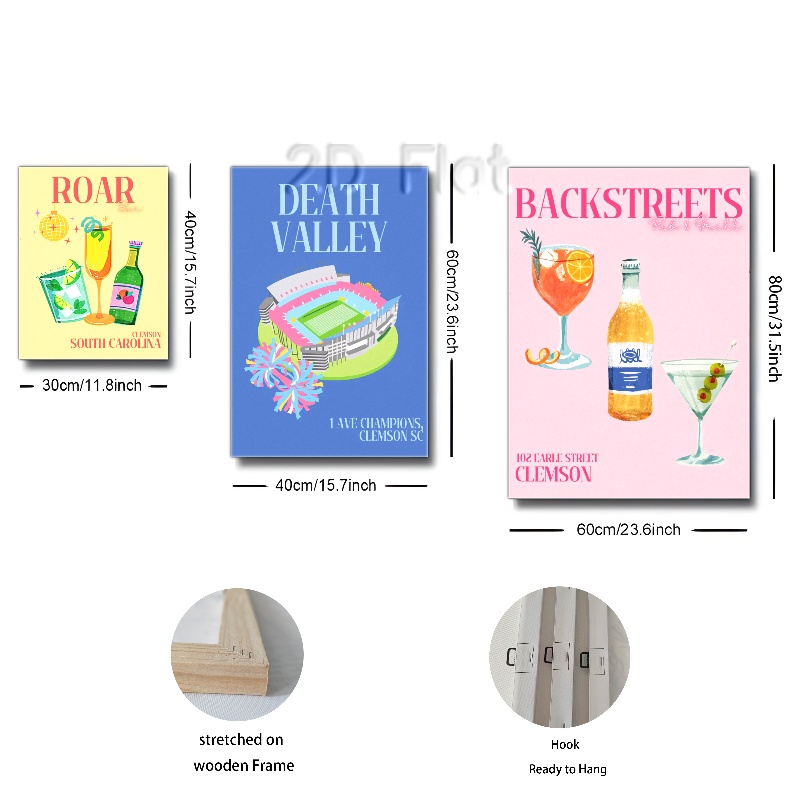 2D Flat
ROAR
CLEMSON
SOUTH CAROLINA
40cm/15.7inch
30cm/11.8inch
DEATH
VALLEY
1 AVE CHAMPIONS,
CLEMSON SC
60cm/23.6inch
40cm/15.7inch
BACKSTREETS
102 EARLE STREET
CLEMSON
80cm/31.5inch
60cm/23.6inch
stretched on
wooden Frame
Hook
Ready to Hang